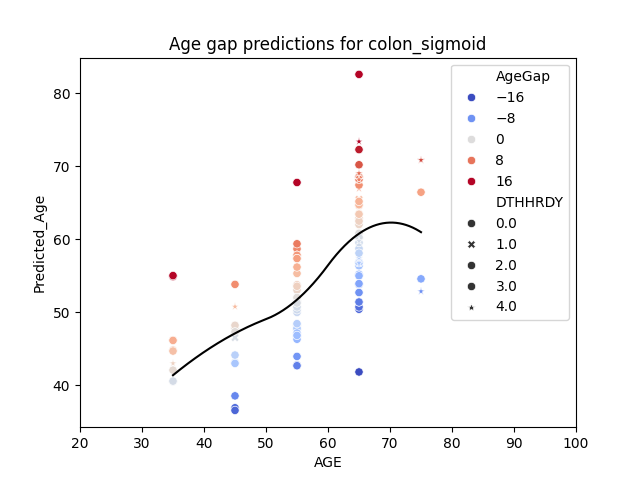 Age gap predictions for colon_sigmoid
AgeGap
−16
−8
0
8
16
DTHHRDY
0.0
1.0
2.0
3.0
4.0
Predicted_Age
80
70
60
50
40
20 30 40 50 60 70 80 90 100
AGE